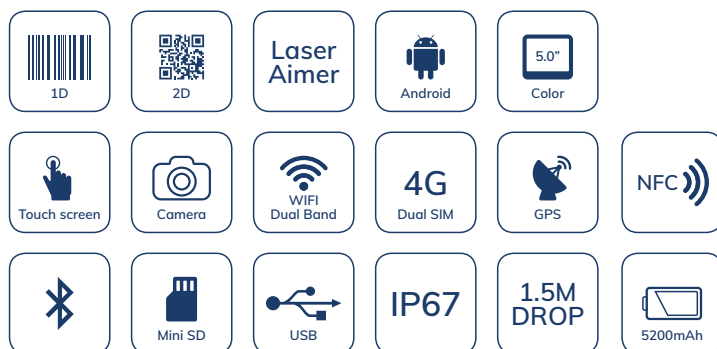 1D
2D
Laser
Aimer
Android
5.0”
Color
Touch screen
Camera
WIFI
Dual Band
4G
Dual SIM
GPS
NFC
Mini SD
USB
IP67
1.5M
DROP
5200mAh